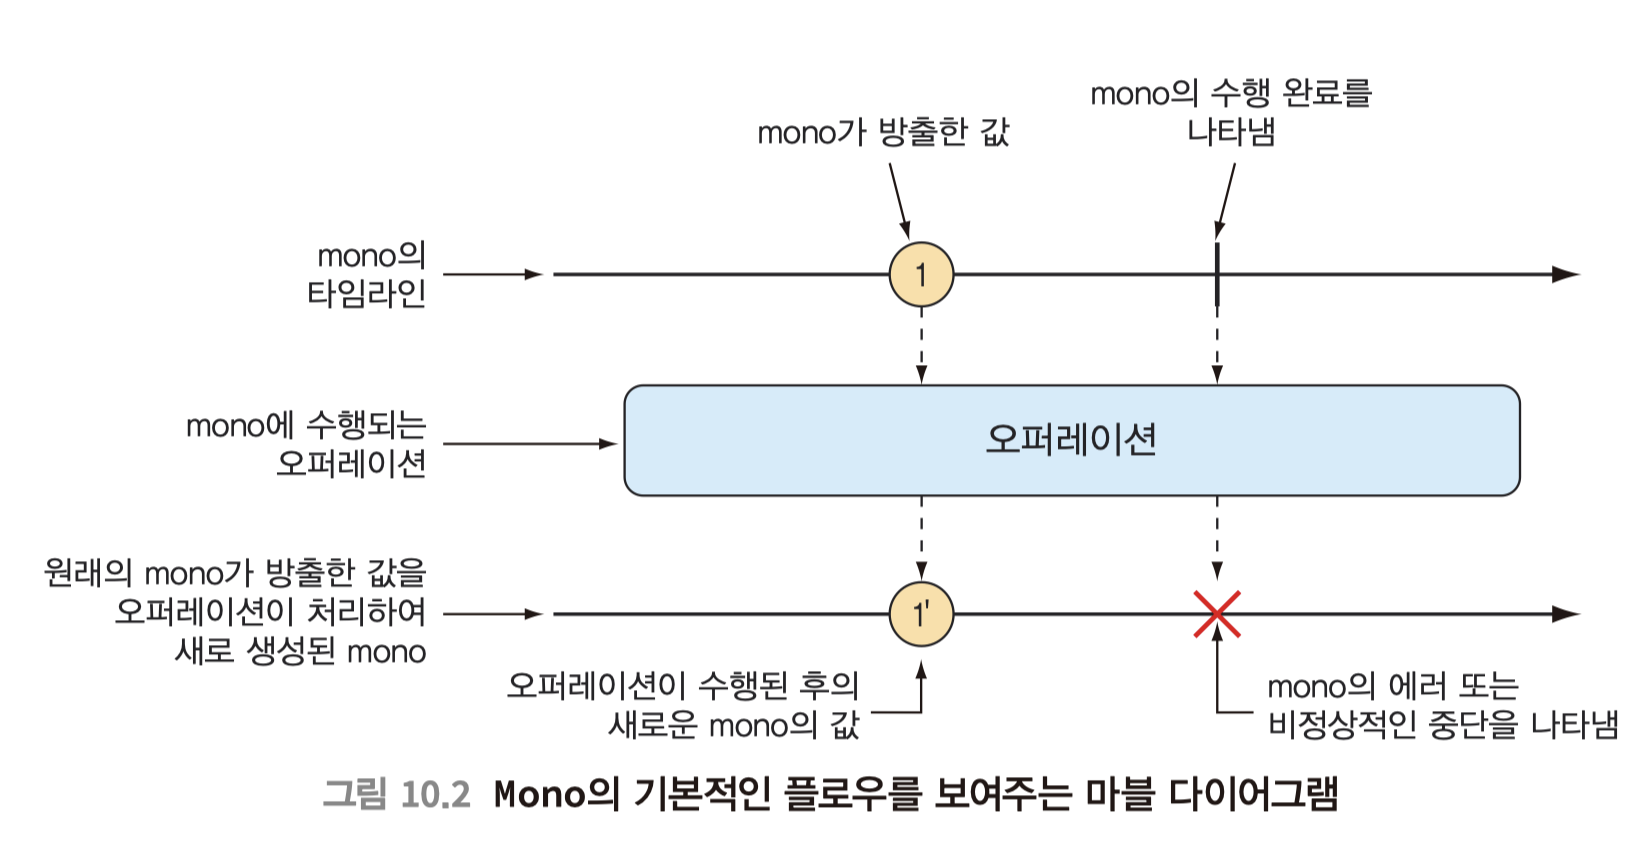 mono의 수행 완료를
나타냄
mono가 방출한 값
mono의
타임라인
1
mono에 수행되는
오퍼레이션
오퍼레이션
원래의 mono가 방출한 값을
오퍼레이션이 처리하여
새로 생성된 mono
1'
오퍼레이션이 수행된 후의
새로운 mono의 값
mono의 에러 또는
비정상적인 중단을 나타냄
그림 10.2 Mono의 기본적인 플로우를 보여주는 마블 다이어그램